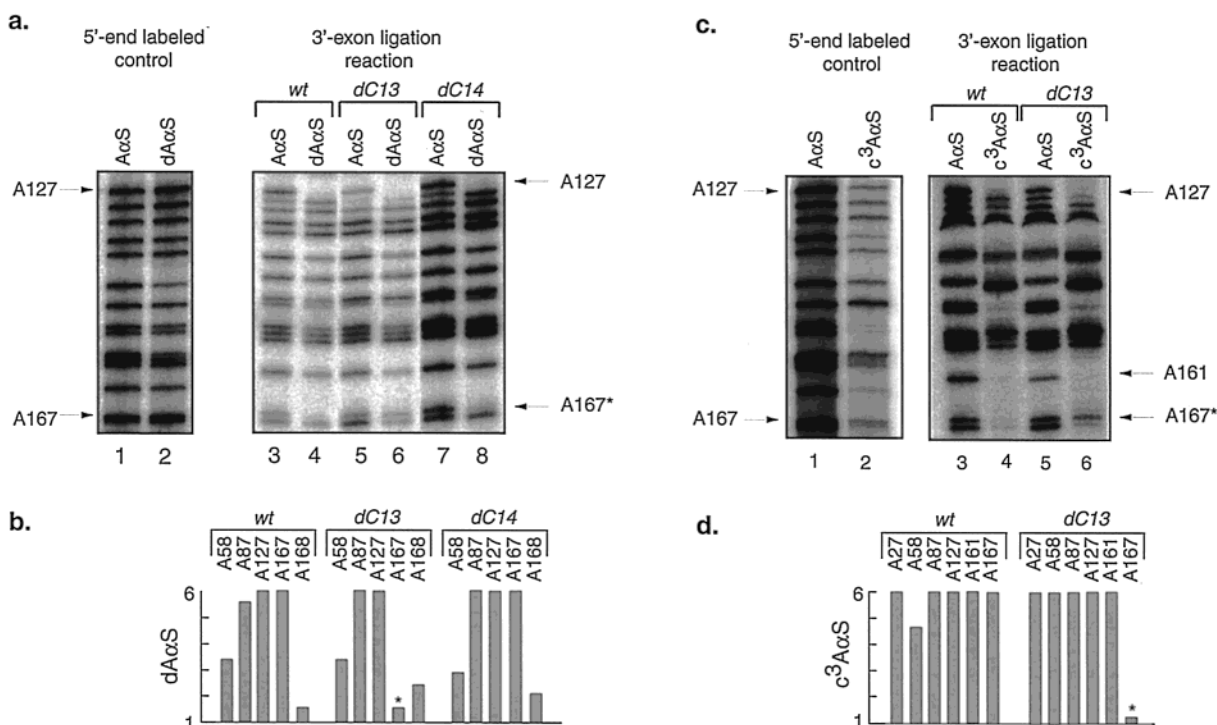 a.
5'-end labeled control
3'-exon ligation reaction
wt dC13 dC14
AαS dAαS AαS dAαS AαS dAαS AαS dAαS
A127 A127
A167 A167*
1 2 3 4 5 6 7 8
b.
wt dC13 dC14
A58 A87 A127 A167 A168 A58 A87 A127 A167 A168 A58 A87 A127 A167 A168
6
dAαS
*
1
c.
5'-end labeled control
3'-exon ligation reaction
wt dC13
AαS c³AαS AαS c³AαS AαS c³AαS
A127 A127
A161
A167 A167*
1 2 3 4 5 6
d.
wt dC13
A27 A58 A87 A127 A161 A167 A27 A58 A87 A127 A161 A167
6
c³AαS
*
1